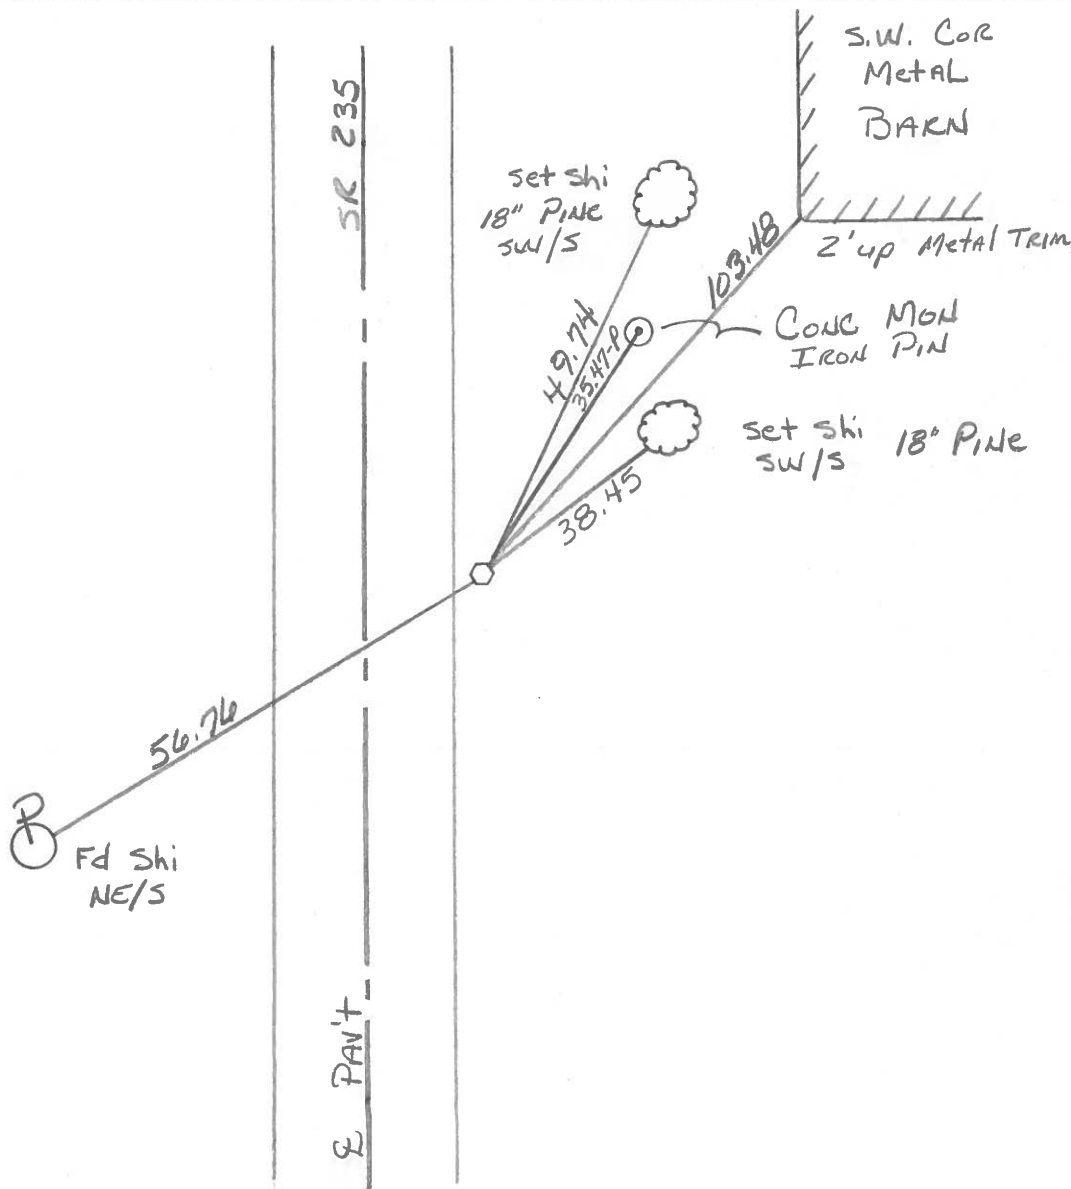 S.W. COR
METAL
BARN
SR 235
set shi
18" PINE
SW/S
103.48
2' up Metal TRIM
49.74
35.47-P
CONC MON
IRON PIN
set shi 18" PINE
SW/S
38.45
56.76
P
Fd Shi
NE/S
℄ PAV'T